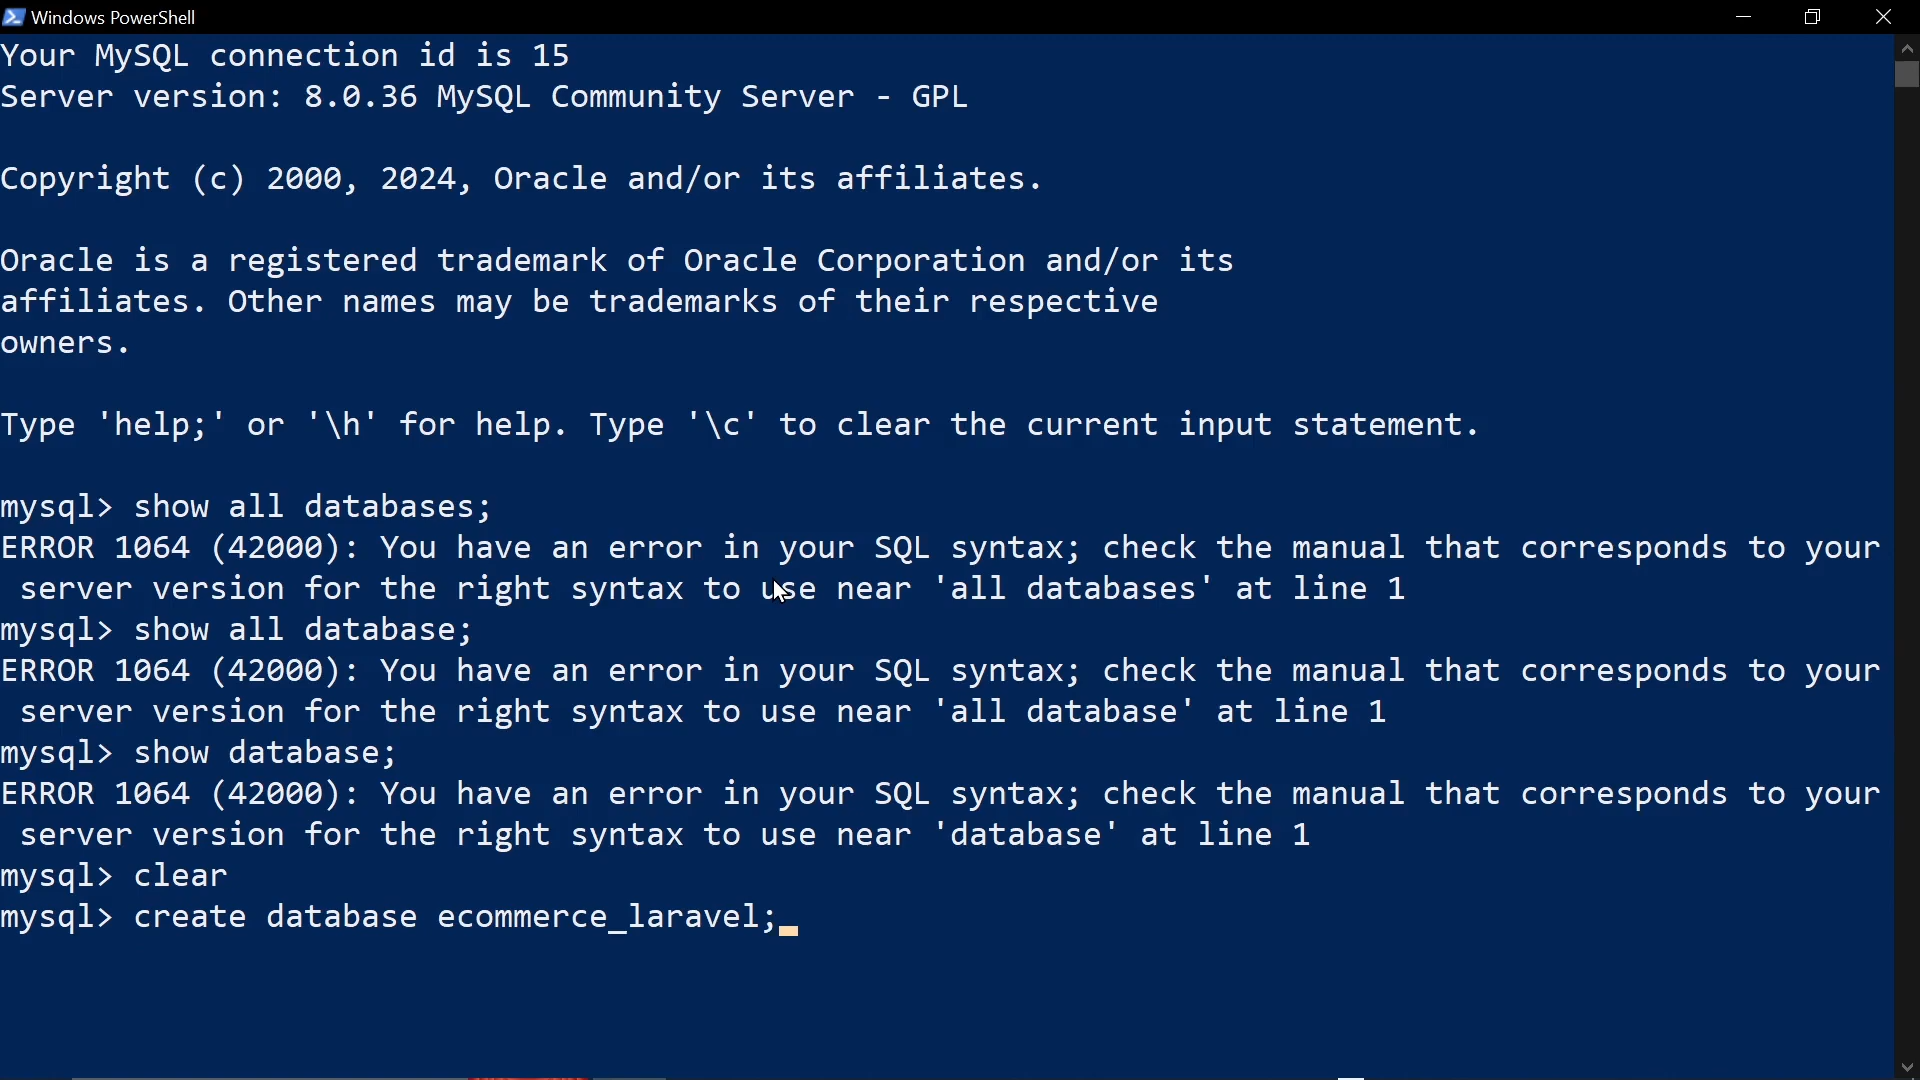 Windows PowerShell
Your MySQL connection id is 15
Server version: 8.0.36 MySQL Community Server - GPL
Copyright (c) 2000, 2024, Oracle and/or its affiliates.
Oracle is a registered trademark of Oracle Corporation and/or its
affiliates. Other names may be trademarks of their respective
owners.
Type 'help;' or '\h' for help. Type '\c' to clear the current input statement.
mysql> show all databases;
ERROR 1064 (42000): You have an error in your SQL syntax; check the manual that corresponds to your
server version for the right syntax to use near 'all databases' at line 1
mysql> show all database;
ERROR 1064 (42000): You have an error in your SQL syntax; check the manual that corresponds to your
server version for the right syntax to use near 'all database' at line 1
mysql> show database;
ERROR 1064 (42000): You have an error in your SQL syntax; check the manual that corresponds to your
server version for the right syntax to use near 'database' at line 1
mysql> clear
mysql> create database ecommerce_laravel;